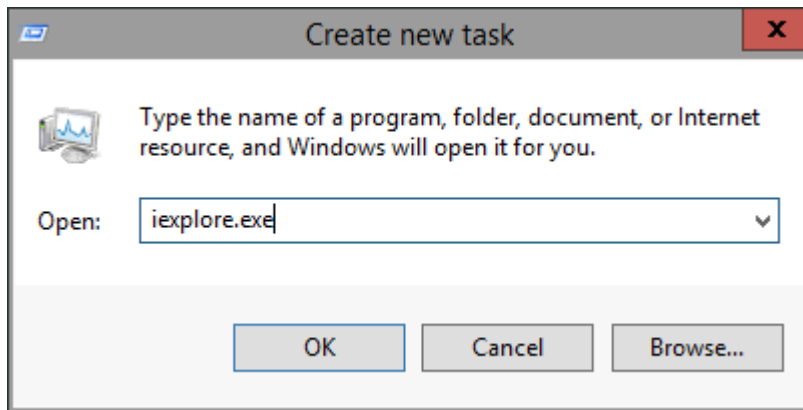 Create new task
x
Type the name of a program, folder, document, or Internet
resource, and Windows will open it for you.
Open: iexplore.exe
OK Cancel Browse...